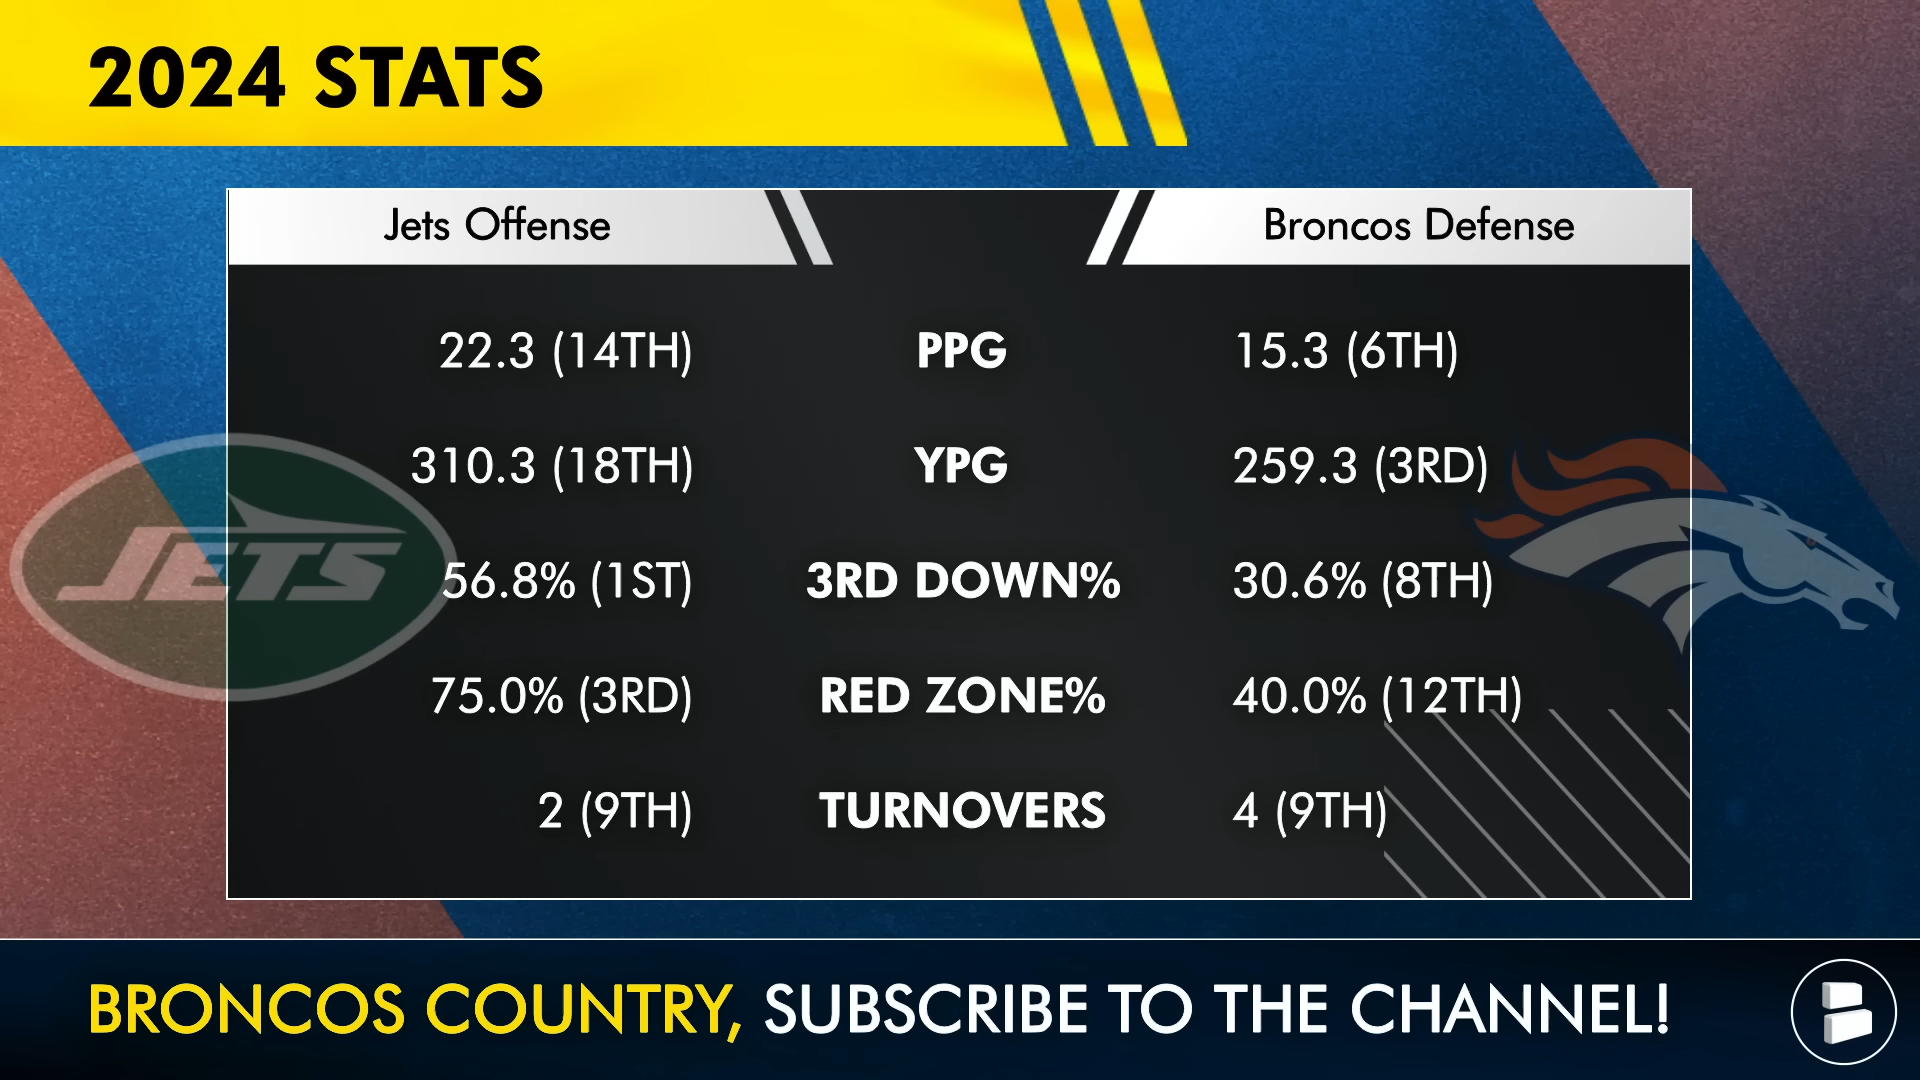 2024 STATS
Jets Offense Broncos Defense
22.3 (14TH) PPG 15.3 (6TH)
310.3 (18TH) YPG 259.3 (3RD)
JETS
56.8% (1ST) 3RD DOWN% 30.6% (8TH)
75.0% (3RD) RED ZONE% 40.0% (12TH)
2 (9TH) TURNOVERS 4 (9TH)
BRONCOS COUNTRY, SUBSCRIBE TO THE CHANNEL!